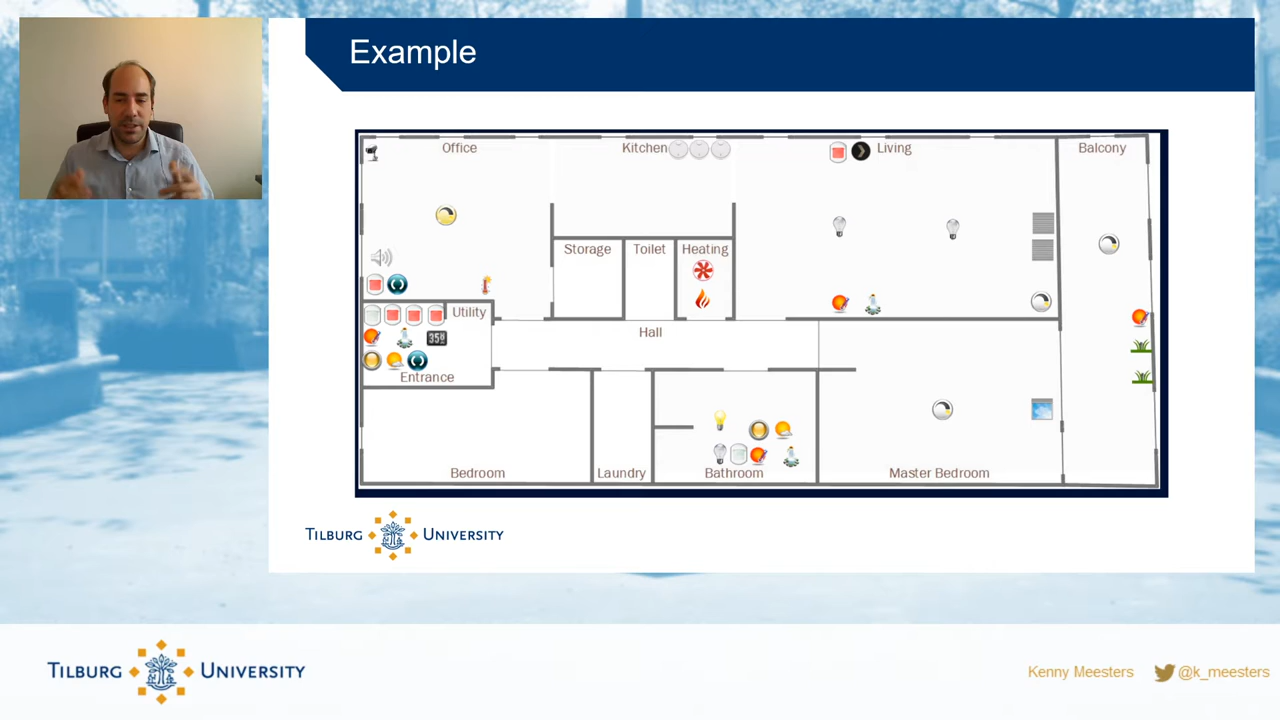 Example
Office
Kitchen
Living
Balcony
Storage
Toilet
Heating
Utility
Hall
Entrance
Bedroom
Laundry
Bathroom
Master Bedroom
TILBURG UNIVERSITY
TILBURG UNIVERSITY
Kenny Meesters @k_meesters